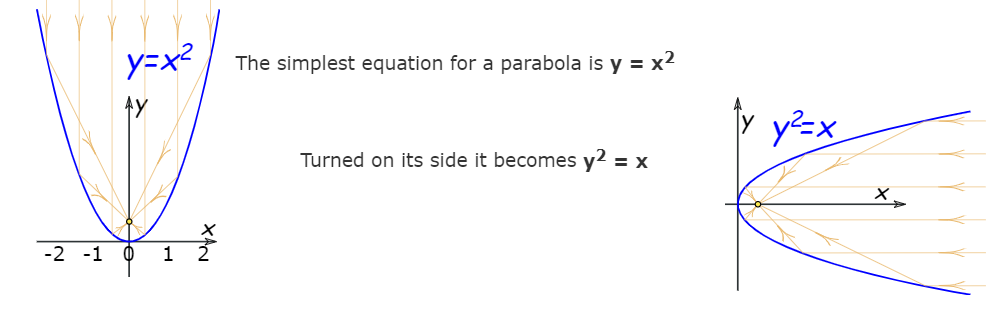 y=x²
The simplest equation for a parabola is y = x²
y
x
-2 -1 0 1 2
Turned on its side it becomes y² = x
y
y²=x
x